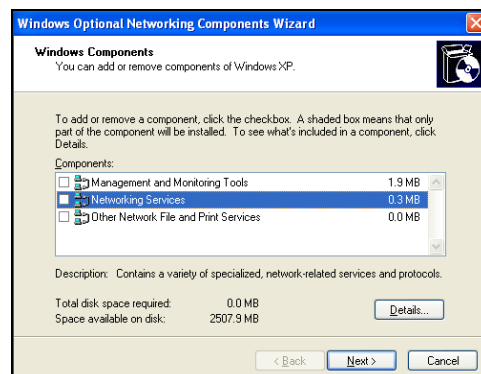 Windows Optional Networking Components Wizard
Windows Components
You can add or remove components of Windows XP.
To add or remove a component, click the checkbox. A shaded box means that only
part of the component will be installed. To see what's included in a component, click
Details.
Components:
Management and Monitoring Tools 1.9 MB
Networking Services 0.3 MB
Other Network File and Print Services 0.0 MB
Description: Contains a variety of specialized, network-related services and protocols.
Total disk space required: 0.0 MB
Space available on disk: 2507.9 MB
Details...
< Back Next > Cancel